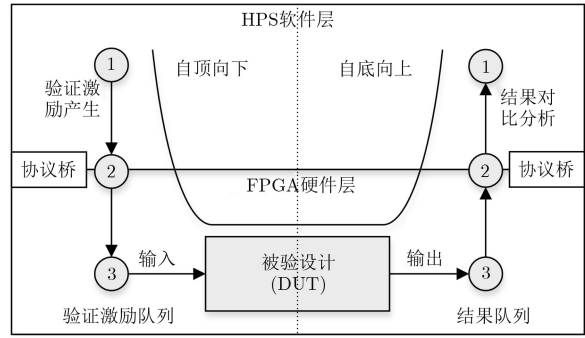 HPS软件层
1
自顶向下
自底向上
1
验证激
励产生
结果对
比分析
协议桥
2
2
协议桥
FPGA硬件层
3
输入
被验设计
(DUT)
输出
3
验证激励队列
结果队列